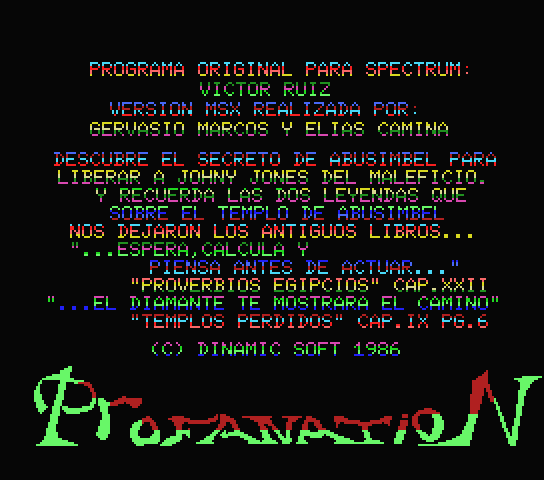 PROGRAMA ORIGINAL PARA SPECTRUM:
VICTOR RUIZ
VERSION MSX REALIZADA POR:
GERVASIO MARCOS Y ELIAS CAMINA
DESCUBRE EL SECRETO DE ABUSIMBEL PARA
LIBERAR A JOHNY JONES DEL MALEFICIO.
Y RECUERDA LAS DOS LEYENDAS QUE
SOBRE EL TEMPLO DE ABUSIMBEL
NOS DEJARON LOS ANTIGUOS LIBROS...
"...ESPERA,CALCULA Y
PIENSA ANTES DE ACTUAR..."
"PROVERBIOS EGIPCIOS" CAP.XXII
"...EL DIAMANTE TE MOSTRARA EL CAMINO"
"TEMPLOS PERDIDOS" CAP.IX PG.6
(C) DINAMIC SOFT 1986
ProfanatioN